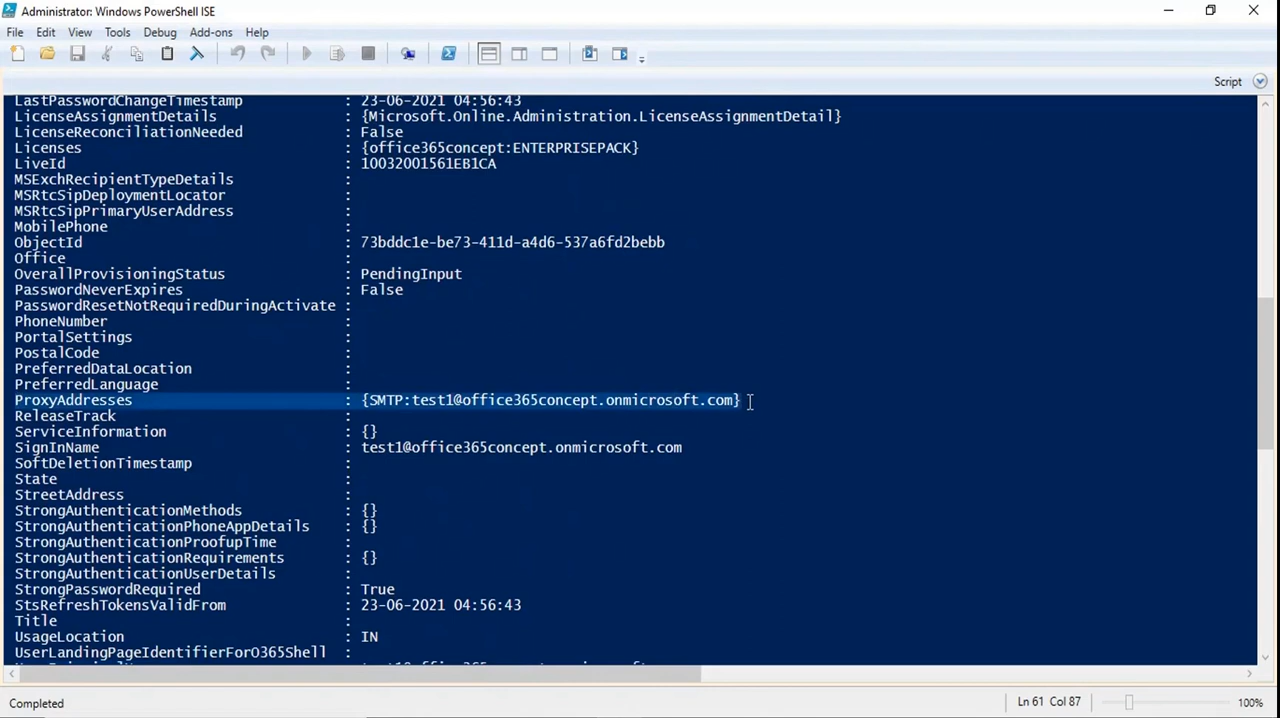 Administrator: Windows PowerShell ISE
File Edit View Tools Debug Add-ons Help
Script
LastPasswordChangeTimestamp : 23-06-2021 04:56:43
LicenseAssignmentDetails : {Microsoft.Online.Administration.LicenseAssignmentDetail}
LicenseReconciliationNeeded : False
Licenses : {office365concept:ENTERPRISEPACK}
LiveId : 10032001561EB1CA
MSExchRecipientTypeDetails :
MSRtcSipDeploymentLocator :
MSRtcSipPrimaryUserAddress :
MobilePhone :
ObjectId : 73bddc1e-be73-411d-a4d6-537a6fd2bebb
Office :
OverallProvisioningStatus : PendingInput
PasswordNeverExpires : False
PasswordResetNotRequiredDuringActivate :
PhoneNumber :
PortalSettings :
PostalCode :
PreferredDataLocation :
PreferredLanguage :
ProxyAddresses : {SMTP:test1@office365concept.onmicrosoft.com}
ReleaseTrack :
ServiceInformation : {}
SignInName : test1@office365concept.onmicrosoft.com
SoftDeletionTimestamp :
State :
StreetAddress :
StrongAuthenticationMethods : {}
StrongAuthenticationPhoneAppDetails : {}
StrongAuthenticationProofupTime :
StrongAuthenticationRequirements : {}
StrongAuthenticationUserDetails :
StrongPasswordRequired : True
StsRefreshTokensValidFrom : 23-06-2021 04:56:43
Title :
UsageLocation : IN
UserLandingPageIdentifierForO365Shell :
Completed Ln 61 Col 87 100%